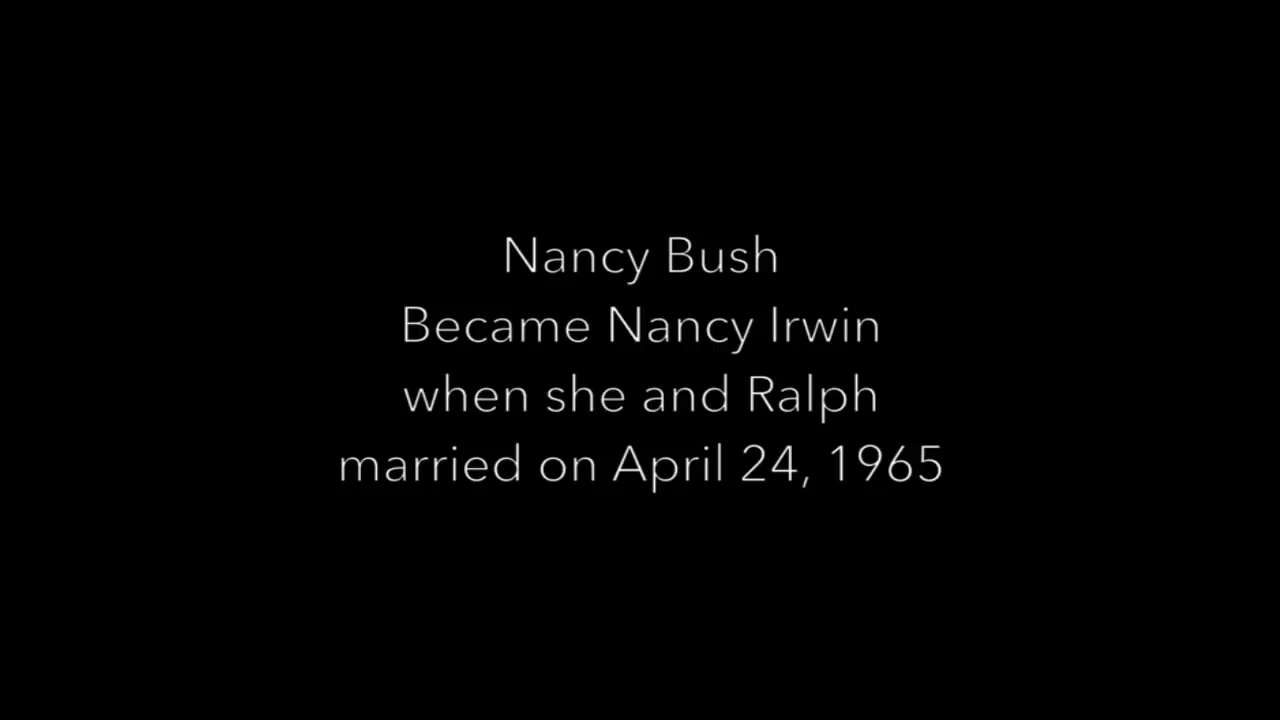 Nancy Bush
Became Nancy Irwin
when she and Ralph
married on April 24, 1965